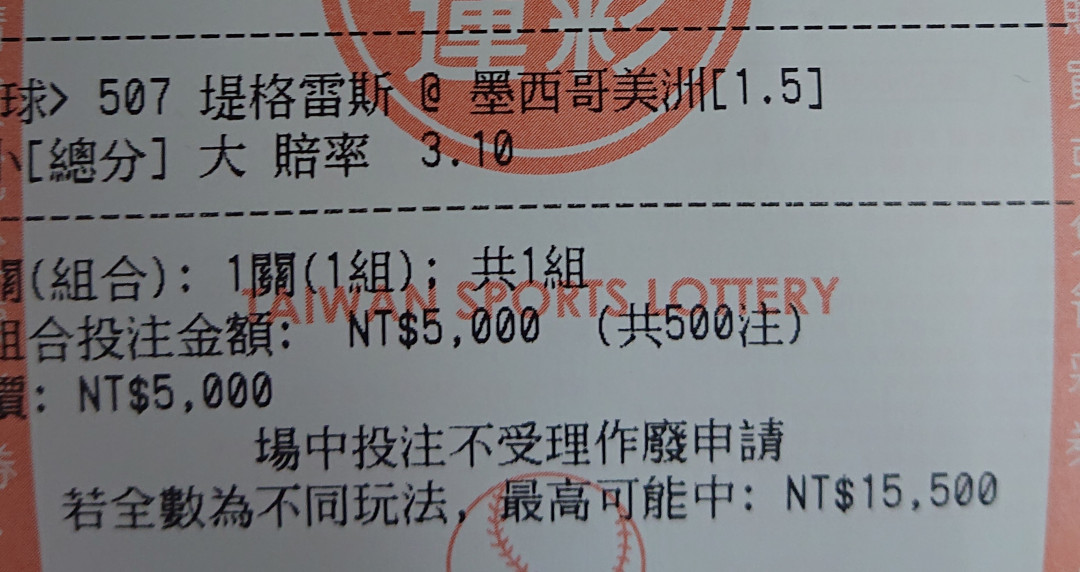 運彩
球> 507 堤格雷斯 @ 墨西哥美洲[1.5]
[總分] 大 賠率 3.10
關(組合): 1關(1組); 共1組
TAIWAN SPORTS LOTTERY
組合投注金額: NT$5,000 (共500注)
價: NT$5,000
場中投注不受理作廢申請
若全數為不同玩法, 最高可能中: NT$15,500